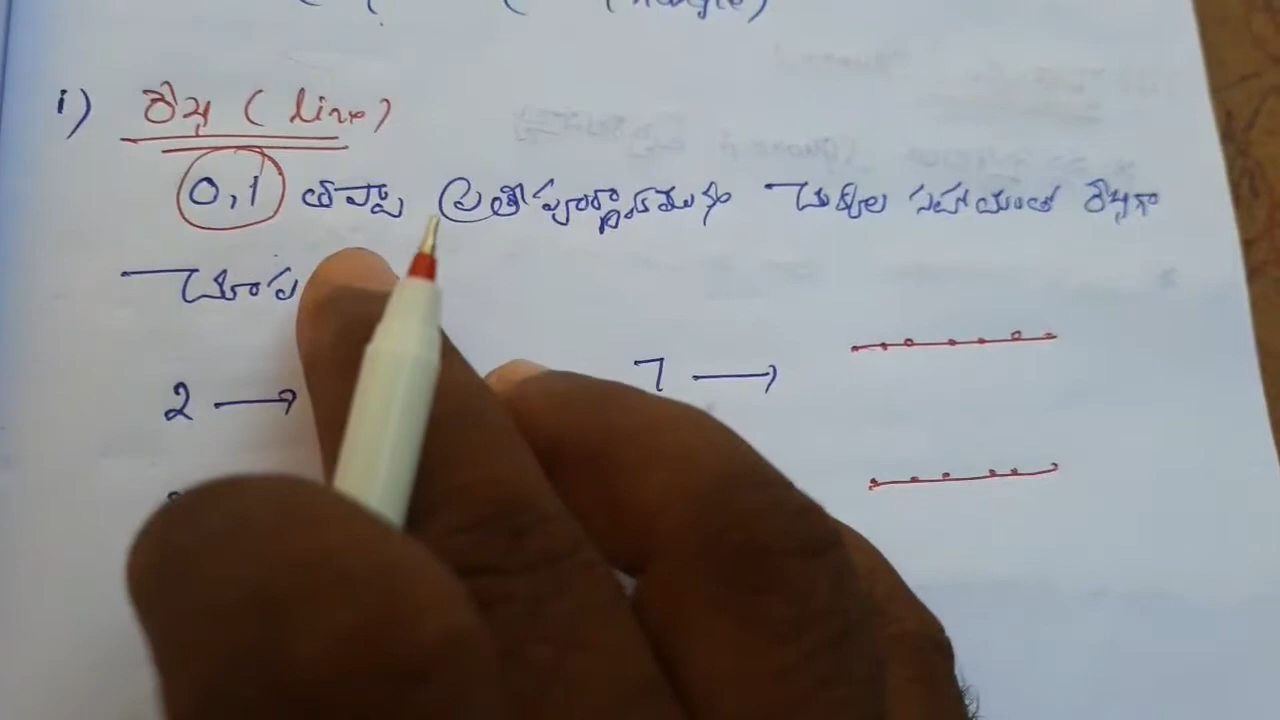 i) రేఖ (line)
0,1 తప్పా ప్రతీ పూర్ణాంకమును చుక్కల సహాయంతో రేఖగా
చూప
2 →
7 →